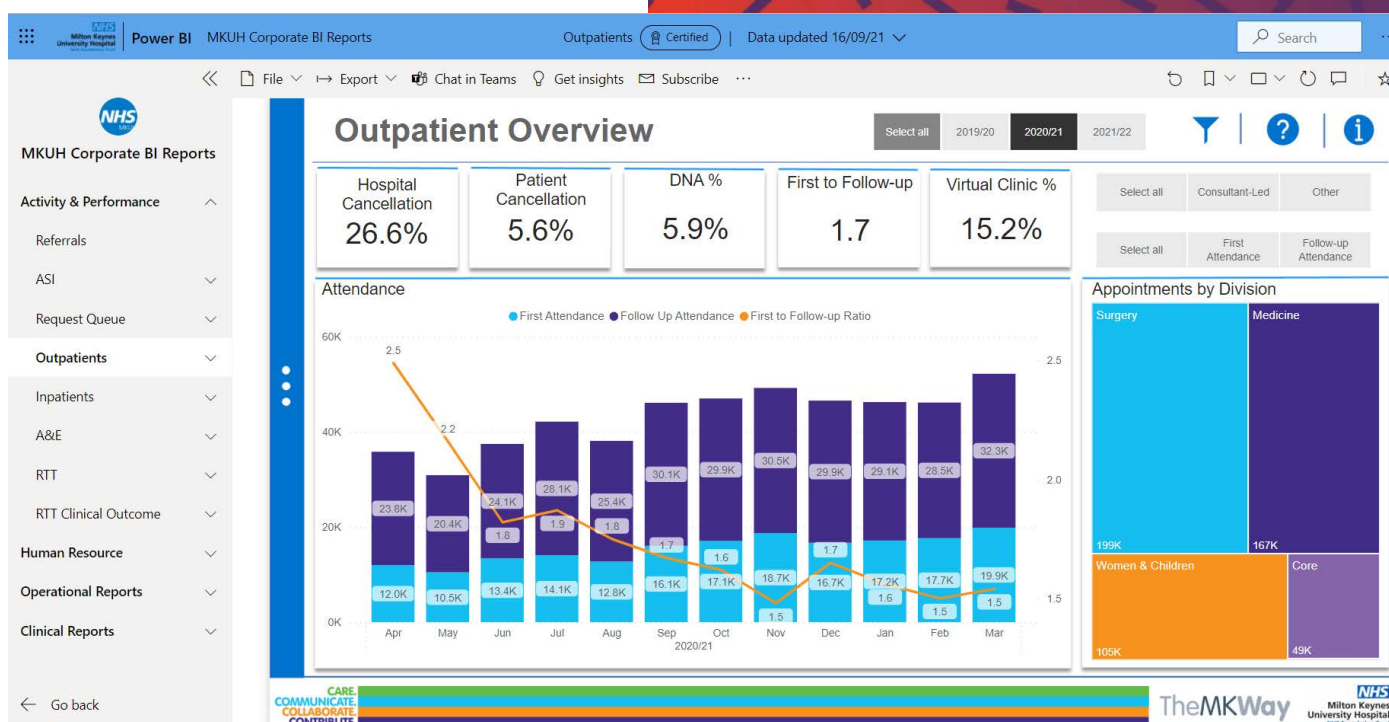 NHS
Milton Keynes
University Hospital
Power BI
MKUH Corporate BI Reports
Outpatients
Certified
| Data updated 16/09/21
Search
File
Export
Chat in Teams
Get insights
Subscribe
NHS
MKUH Corporate BI Reports
Activity & Performance
Referrals
ASI
Request Queue
Outpatients
Inpatients
A&E
RTT
RTT Clinical Outcome
Human Resource
Operational Reports
Clinical Reports
Go back
Outpatient Overview
Select all 2019/20 2020/21 2021/22
Hospital
Cancellation
26.6%
Patient
Cancellation
5.6%
DNA %
5.9%
First to Follow-up
1.7
Virtual Clinic %
15.2%
Select all Consultant-Led Other
Select all First Attendance Follow-up Attendance
Attendance
First Attendance Follow Up Attendance First to Follow-up Ratio
60K
40K
20K
0K
2.5
2.0
1.5
2.5 2.2 1.8 1.9 1.8 1.7 1.6 1.5 1.7 1.6 1.5 1.5
23.8K 20.4K 24.1K 28.1K 25.4K 30.1K 29.9K 30.5K 29.9K 29.1K 28.5K 32.3K
12.0K 10.5K 13.4K 14.1K 12.8K 16.1K 17.1K 18.7K 16.7K 17.2K 17.7K 19.9K
Apr May Jun Jul Aug Sep Oct Nov Dec Jan Feb Mar
2020/21
Appointments by Division
Surgery
199K
Medicine
167K
Women & Children
105K
Core
49K
CARE.
COMMUNICATE.
COLLABORATE.
CONTRIBUTE
TheMKWay
NHS
Milton Keynes
University Hospital